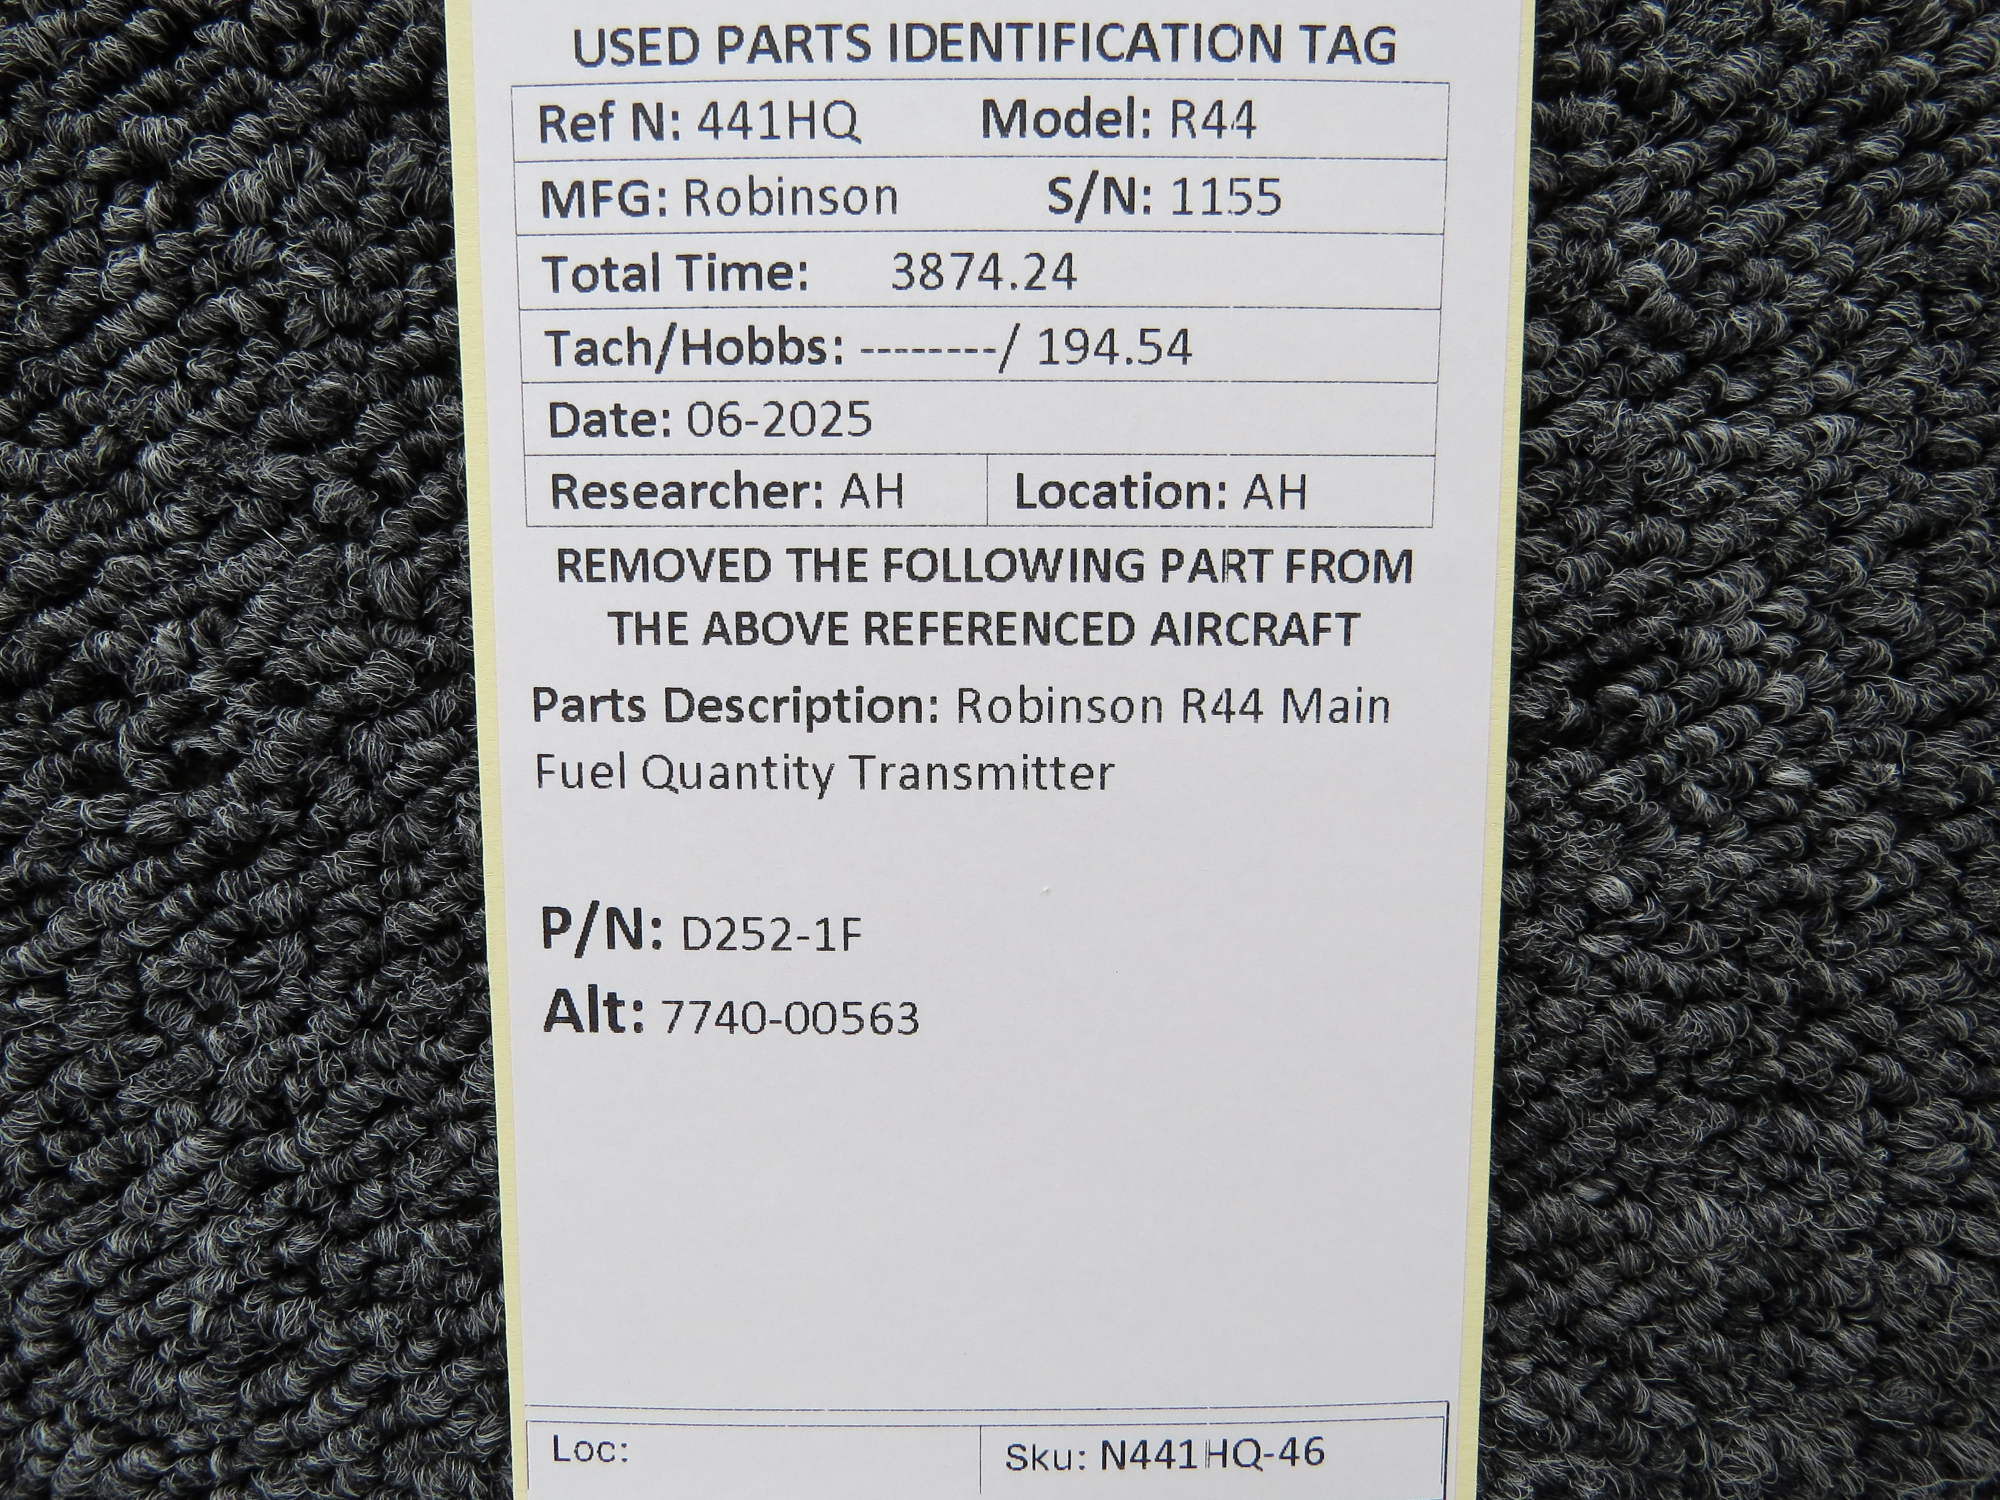 USED PARTS IDENTIFICATION TAG
Ref N: 441HQ Model: R44
MFG: Robinson S/N: 1155
Total Time: 3874.24
Tach/Hobbs: --------/ 194.54
Date: 06-2025
Researcher: AH Location: AH
REMOVED THE FOLLOWING PART FROM
THE ABOVE REFERENCED AIRCRAFT
Parts Description: Robinson R44 Main
Fuel Quantity Transmitter
P/N: D252-1F
Alt: 7740-00563
Loc: Sku: N441HQ-46